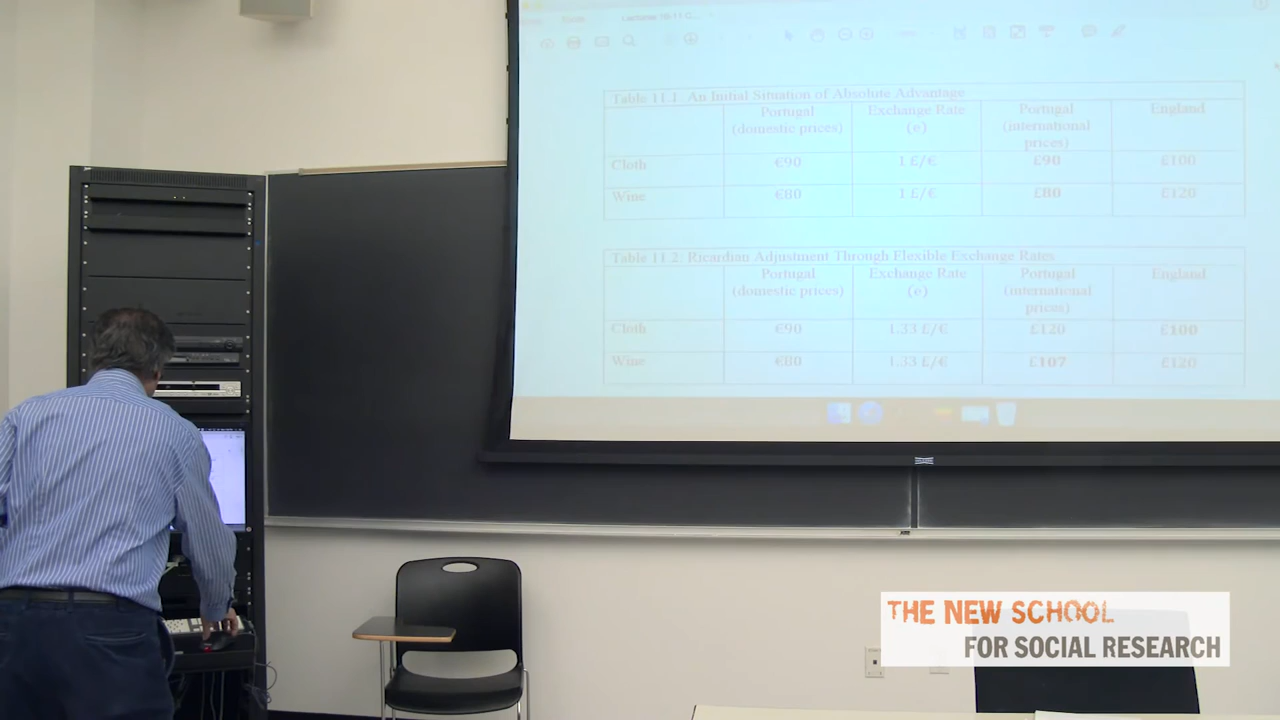 Lectures 10-11 C...
Table 11.1: An Initial Situation of Absolute Advantage
Portugal (domestic prices) Exchange Rate (e) Portugal (international prices) England
Cloth €90 1 £/€ £90 £100
Wine €80 1 £/€ £80 £120
Table 11.2: Ricardian Adjustment Through Flexible Exchange Rates
Portugal (domestic prices) Exchange Rate (e) Portugal (international prices) England
Cloth €90 1.33 £/€ £120 £100
Wine €80 1.33 £/€ £107 £120
THE NEW SCHOOL
FOR SOCIAL RESEARCH